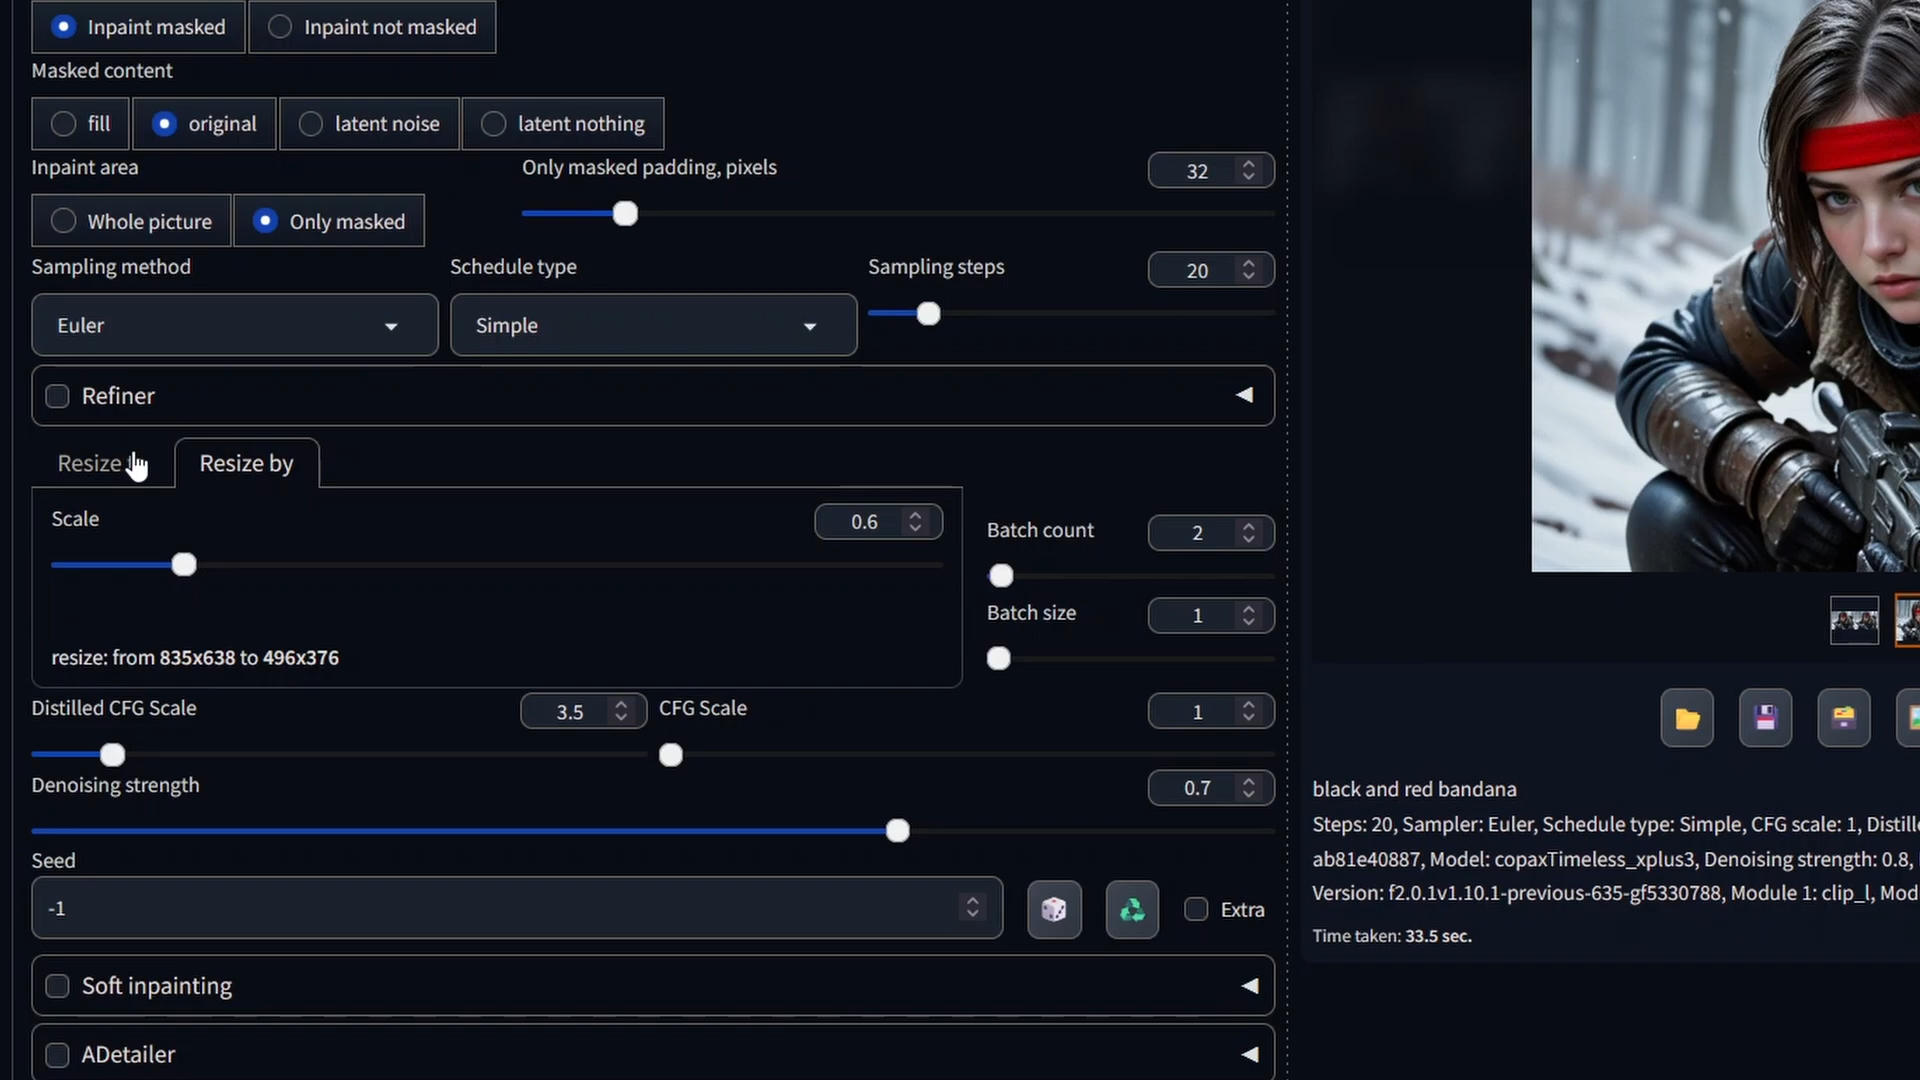 Inpaint masked Inpaint not masked
Masked content
fill original latent noise latent nothing
Inpaint area Only masked padding, pixels 32
Whole picture Only masked
Sampling method Schedule type Sampling steps 20
Euler Simple
Refiner
Resize Resize by
Scale 0.6
Batch count 2
Batch size 1
resize: from 835x638 to 496x376
Distilled CFG Scale 3.5 CFG Scale 1
Denoising strength 0.7
Seed
-1 Extra
Soft inpainting
ADetailer
black and red bandana
Steps: 20, Sampler: Euler, Schedule type: Simple, CFG scale: 1, Distille
ab81e40887, Model: copaxTimeless_xplus3, Denoising strength: 0.8,
Version: f2.0.1v1.10.1-previous-635-gf5330788, Module 1: clip_l, Mod
Time taken: 33.5 sec.